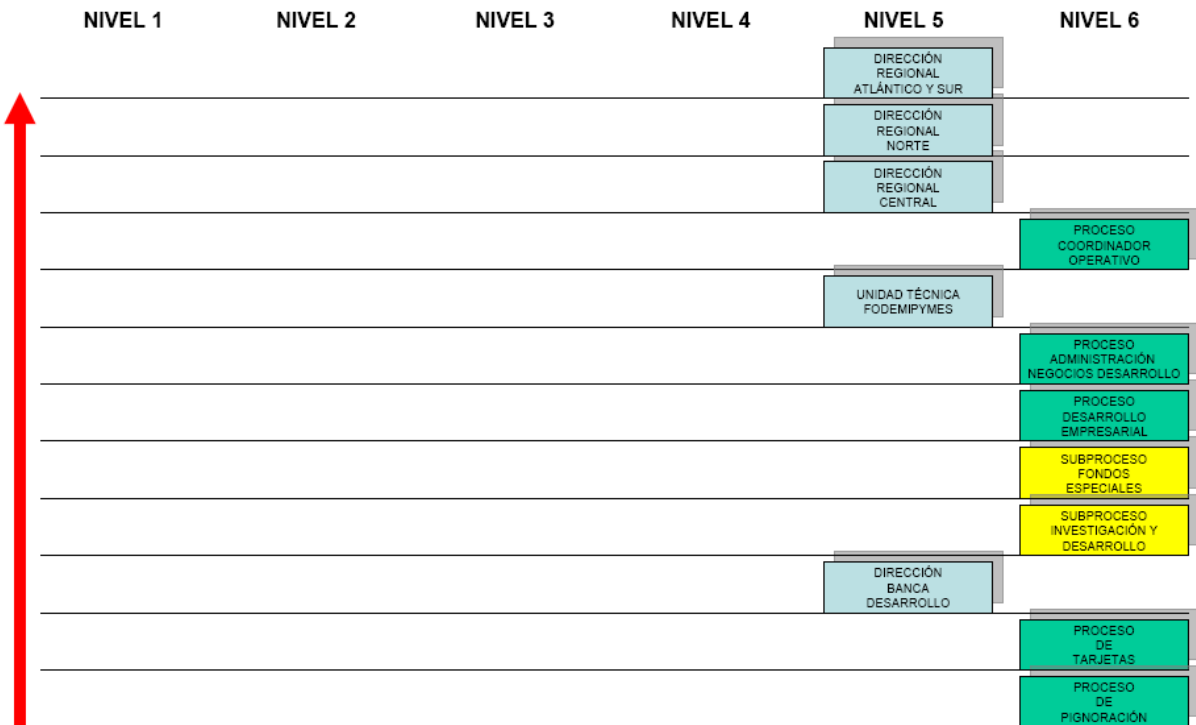 NIVEL 1 NIVEL 2 NIVEL 3 NIVEL 4 NIVEL 5 NIVEL 6
DIRECCIÓN
REGIONAL
ATLÁNTICO Y SUR
DIRECCIÓN
REGIONAL
NORTE
DIRECCIÓN
REGIONAL
CENTRAL
PROCESO
COORDINADOR
OPERATIVO
UNIDAD TÉCNICA
FODEMIPYMES
PROCESO
ADMINISTRACIÓN
NEGOCIOS DESARROLLO
PROCESO
DESARROLLO
EMPRESARIAL
SUBPROCESO
FONDOS
ESPECIALES
SUBPROCESO
INVESTIGACIÓN Y
DESARROLLO
DIRECCIÓN
BANCA
DESARROLLO
PROCESO
DE
TARJETAS
PROCESO
DE
PIGNORACIÓN